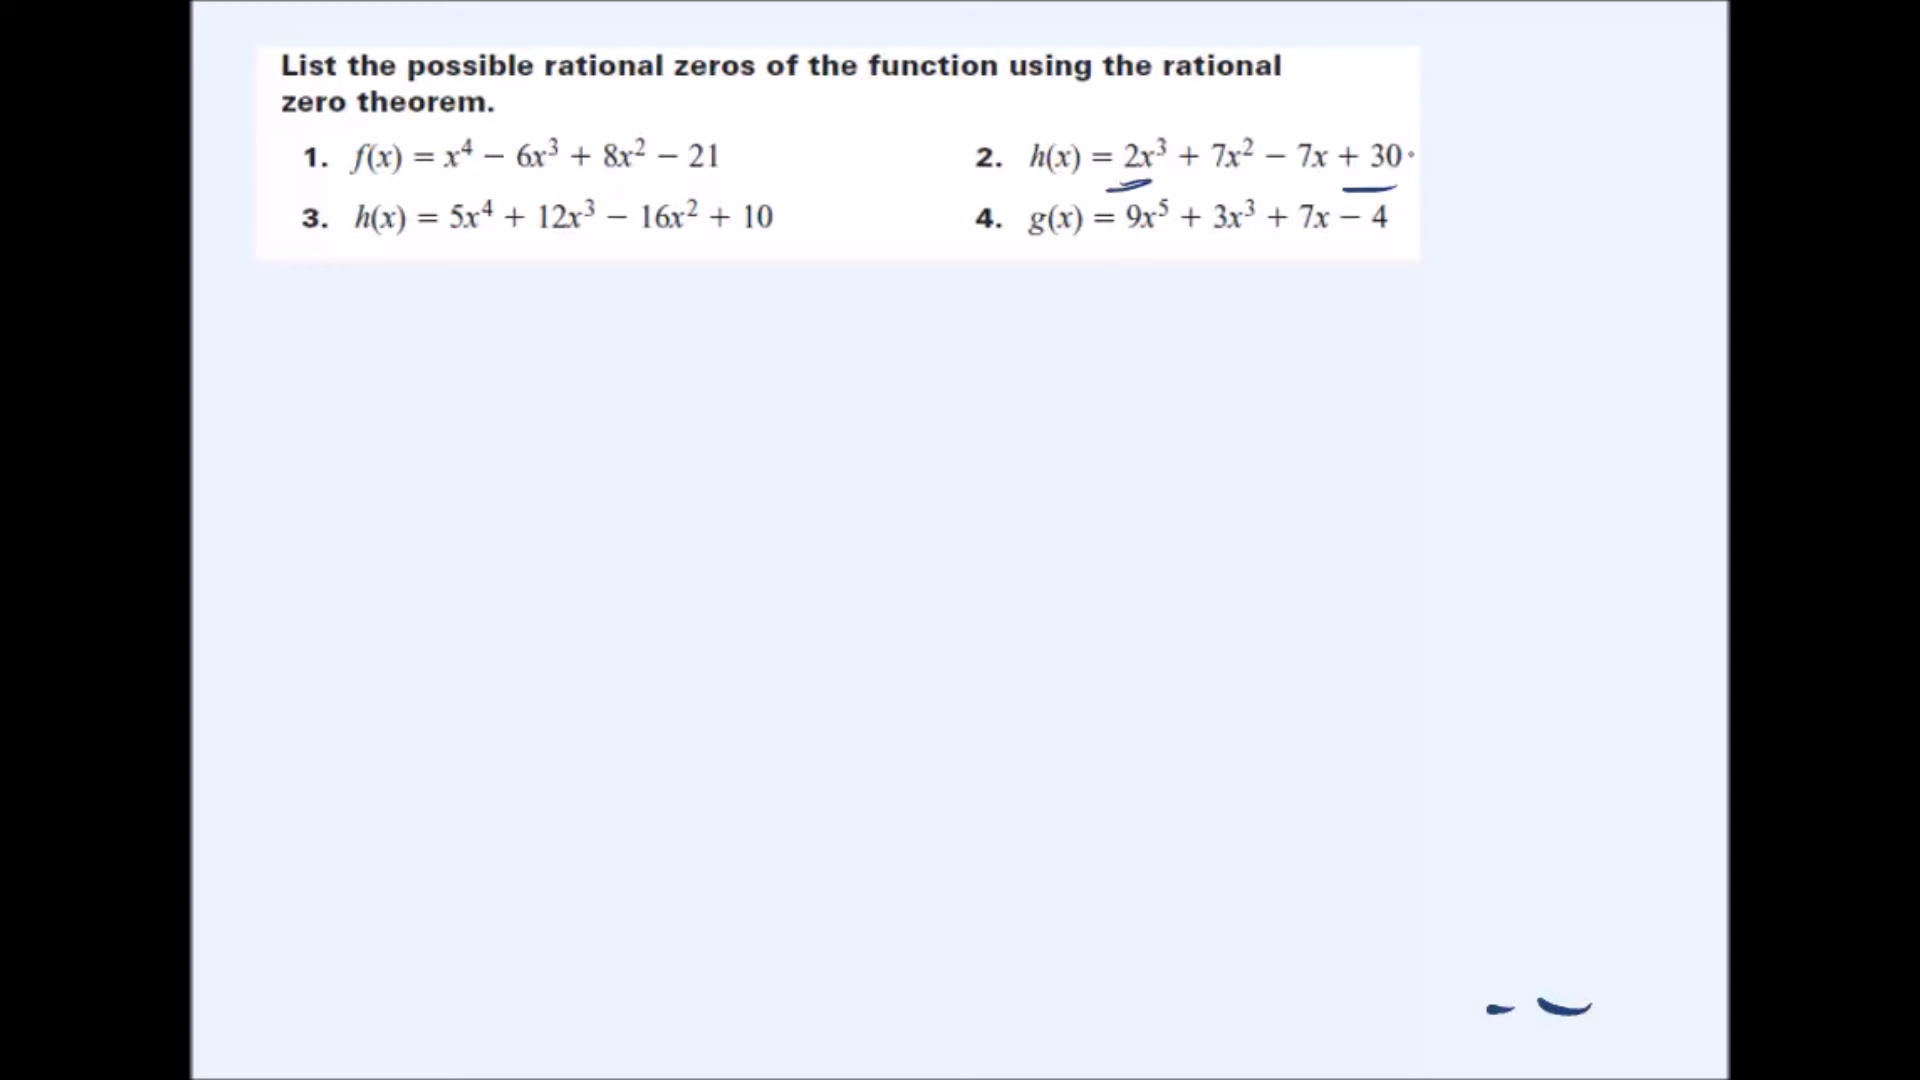 List the possible rational zeros of the function using the rational
zero theorem.
1. f(x) = x⁴ − 6x³ + 8x² − 21
2. h(x) = 2x³ + 7x² − 7x + 30
3. h(x) = 5x⁴ + 12x³ − 16x² + 10
4. g(x) = 9x⁵ + 3x³ + 7x − 4